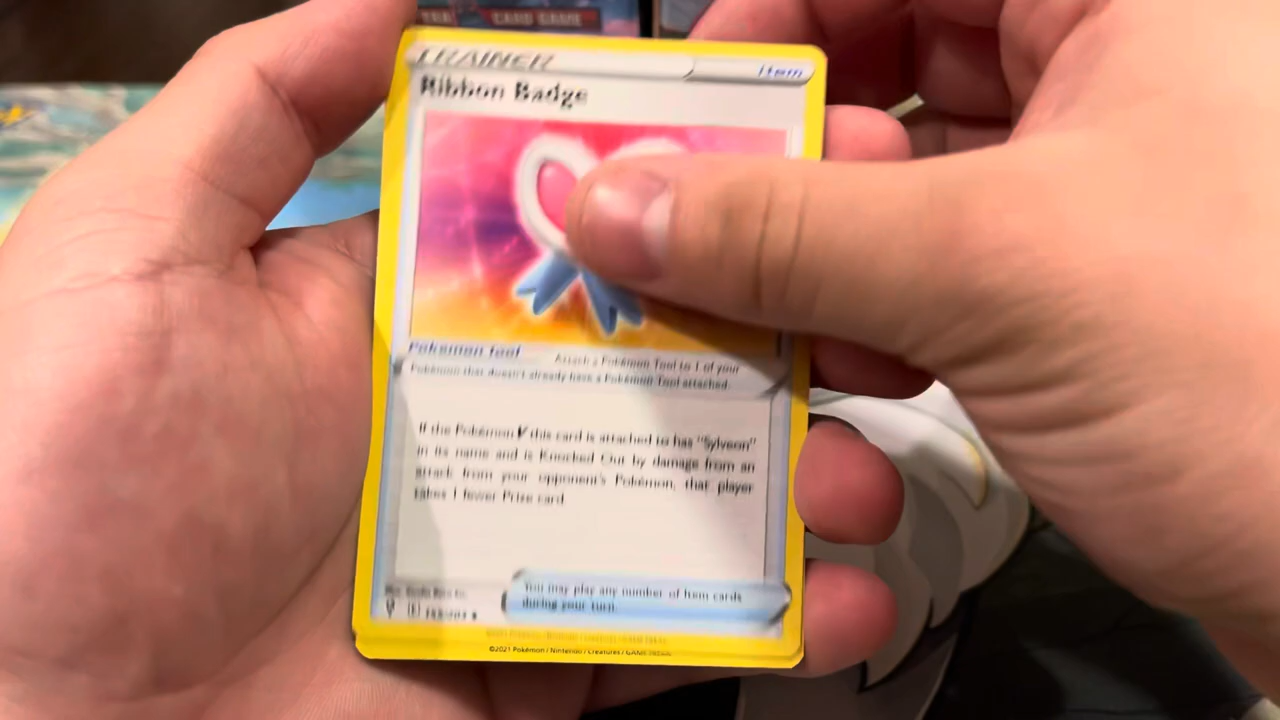 CARD GAME
TRAINER
Item
Ribbon Badge
Pokémon Tool
Attach a Pokémon Tool to 1 of your
Pokémon that doesn't already have a Pokémon Tool attached.
If the Pokémon V this card is attached to has "Sylveon"
in its name and is Knocked Out by damage from an
attack from your opponent's Pokémon, that player
takes 1 fewer Prize card.
You may play any number of Item cards
during your turn.
©2021 Pokémon / Nintendo / Creatures / GAME FREAK